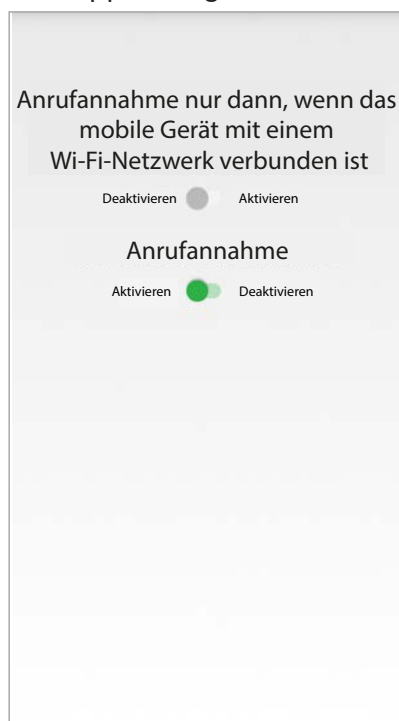 Anrufannahme nur dann, wenn das
mobile Gerät mit einem
Wi-Fi-Netzwerk verbunden ist
Deaktivieren Aktivieren
Anrufannahme
Aktivieren Deaktivieren